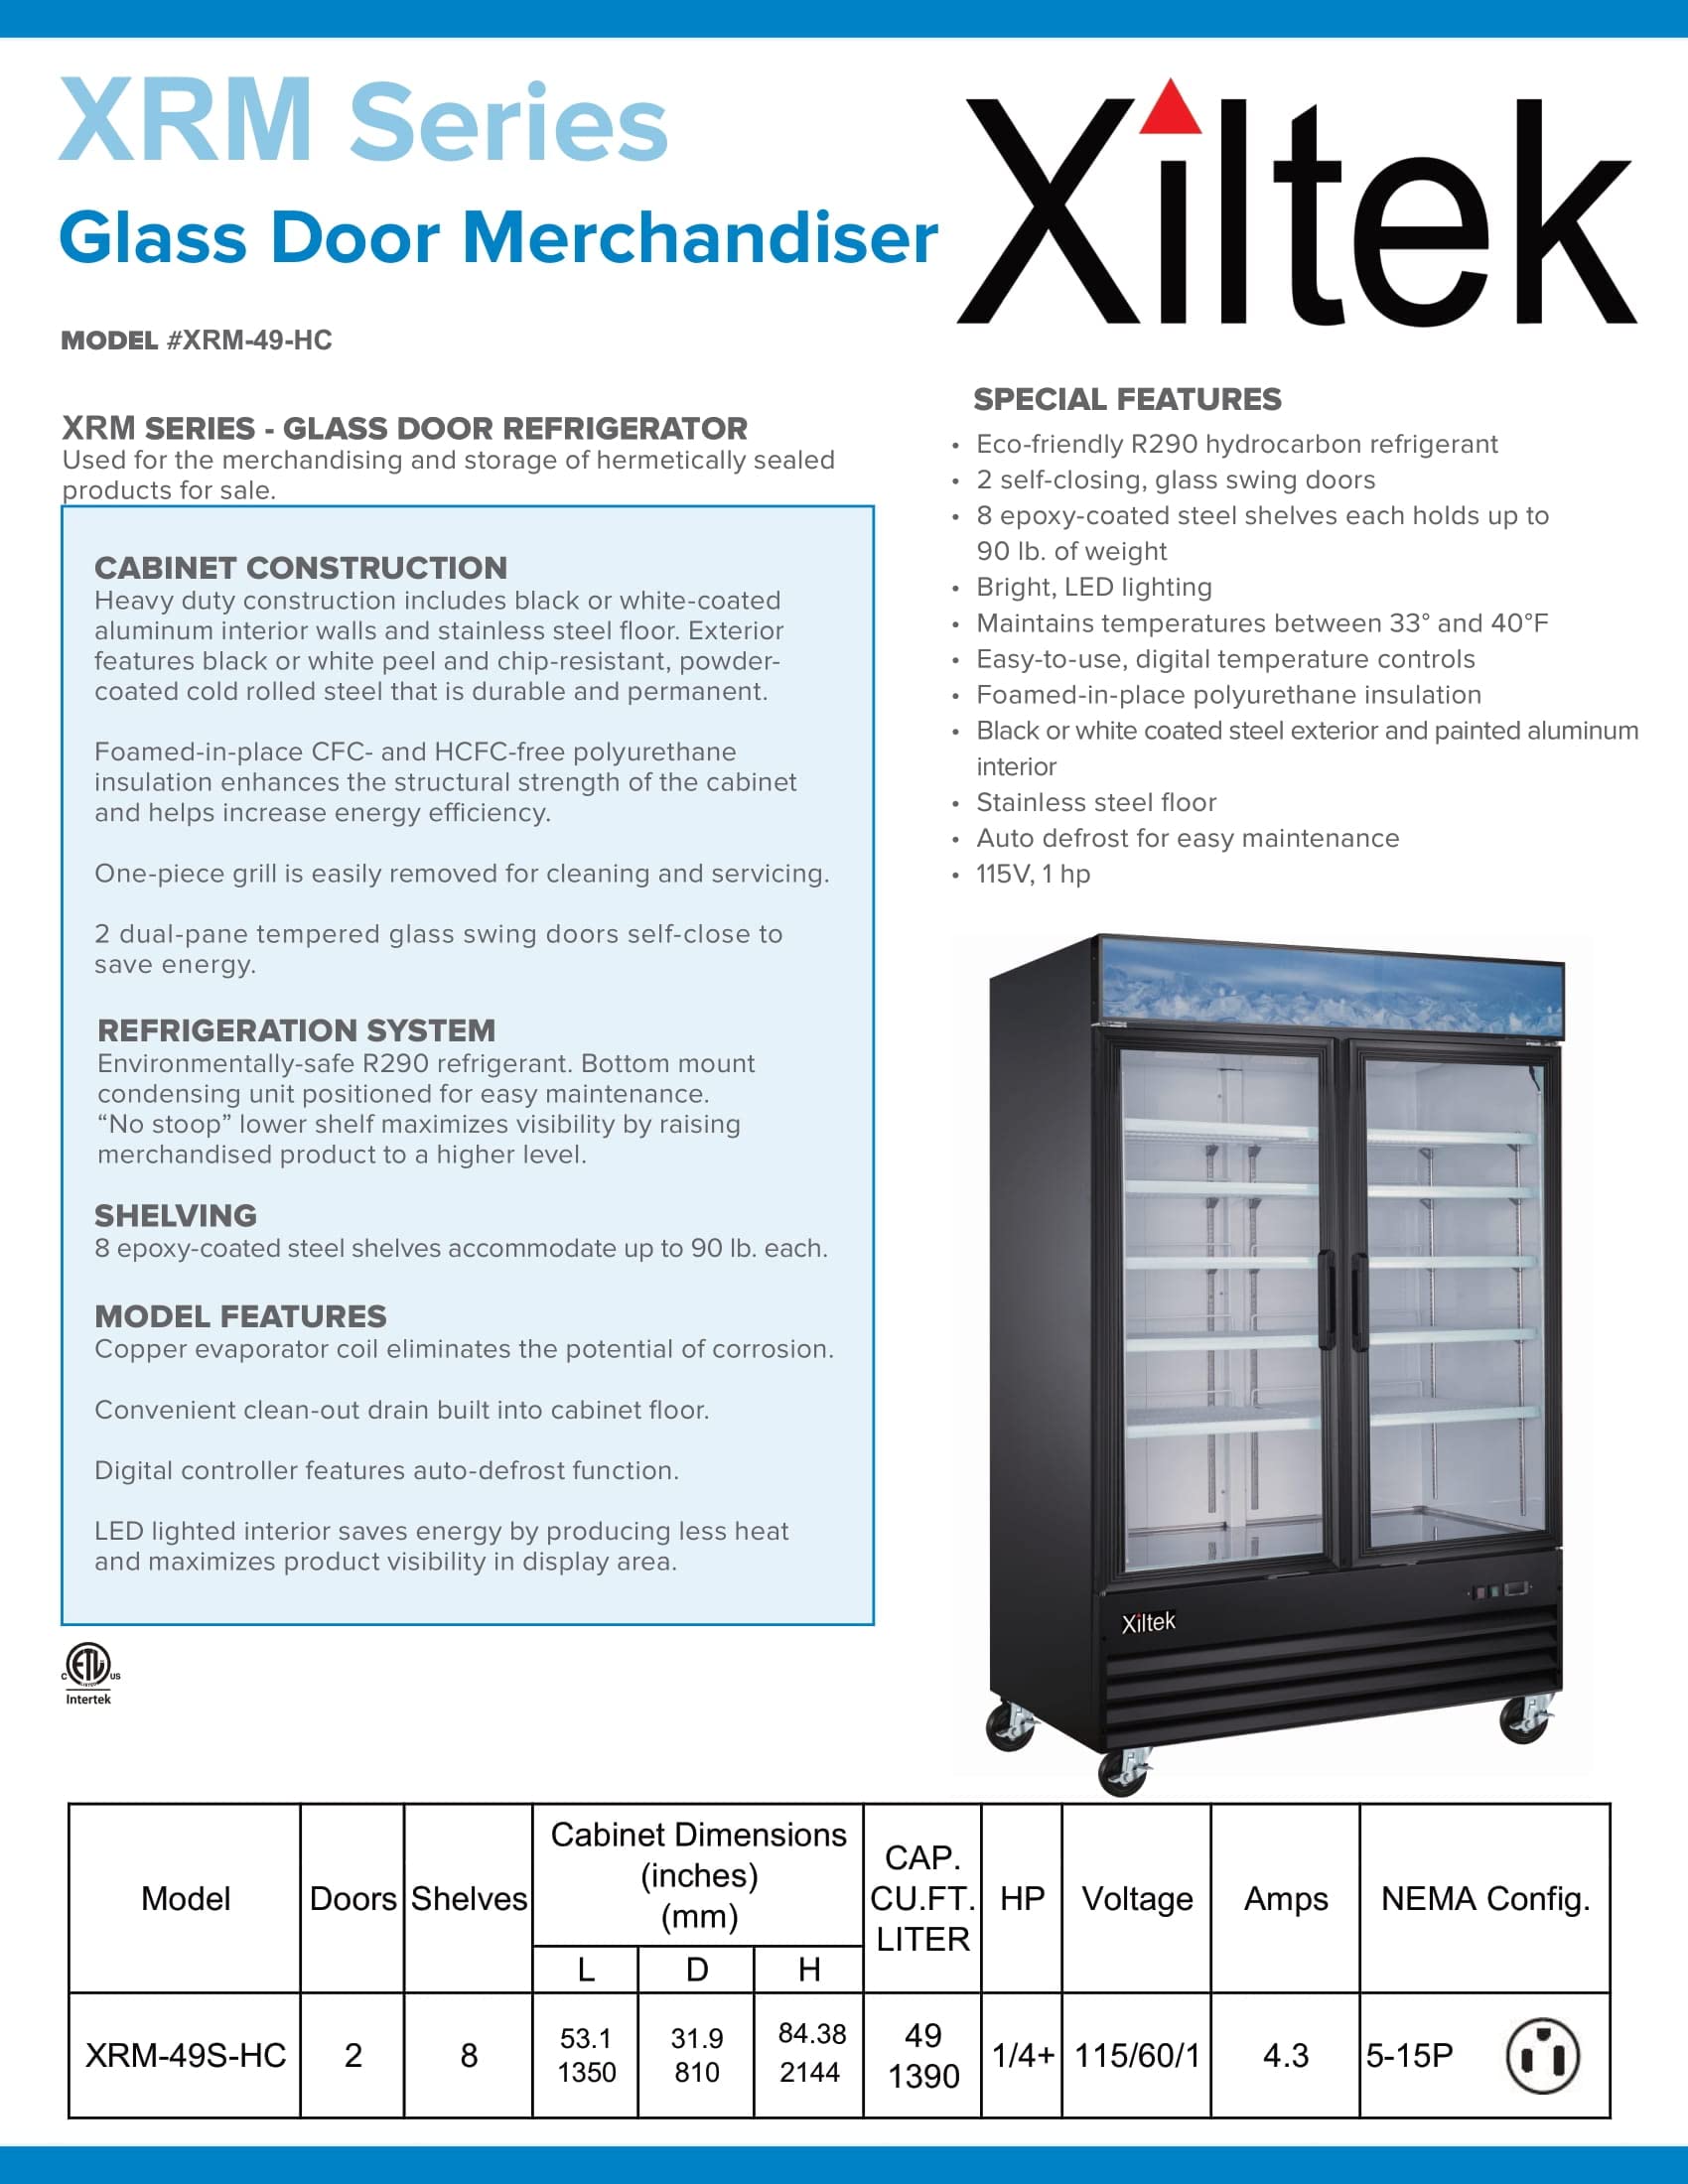 XRM Series
Glass Door Merchandiser
Xiltek
MODEL #XRM-49-HC
XRM SERIES - GLASS DOOR REFRIGERATOR
Used for the merchandising and storage of hermetically sealed
products for sale.
CABINET CONSTRUCTION
Heavy duty construction includes black or white-coated
aluminum interior walls and stainless steel floor. Exterior
features black or white peel and chip-resistant, powder-
coated cold rolled steel that is durable and permanent.
Foamed-in-place CFC- and HCFC-free polyurethane
insulation enhances the structural strength of the cabinet
and helps increase energy efficiency.
One-piece grill is easily removed for cleaning and servicing.
2 dual-pane tempered glass swing doors self-close to
save energy.
REFRIGERATION SYSTEM
Environmentally-safe R290 refrigerant. Bottom mount
condensing unit positioned for easy maintenance.
“No stoop” lower shelf maximizes visibility by raising
merchandised product to a higher level.
SHELVING
8 epoxy-coated steel shelves accommodate up to 90 lb. each.
MODEL FEATURES
Copper evaporator coil eliminates the potential of corrosion.
Convenient clean-out drain built into cabinet floor.
Digital controller features auto-defrost function.
LED lighted interior saves energy by producing less heat
and maximizes product visibility in display area.
C ETL US
Intertek
SPECIAL FEATURES
• Eco-friendly R290 hydrocarbon refrigerant
• 2 self-closing, glass swing doors
• 8 epoxy-coated steel shelves each holds up to
90 lb. of weight
• Bright, LED lighting
• Maintains temperatures between 33° and 40°F
• Easy-to-use, digital temperature controls
• Foamed-in-place polyurethane insulation
• Black or white coated steel exterior and painted aluminum
interior
• Stainless steel floor
• Auto defrost for easy maintenance
• 115V, 1 hp
Xiltek
Model Doors Shelves Cabinet Dimensions (inches) (mm) CAP. CU.FT. LITER HP Voltage Amps NEMA Config.
L D H
XRM-49S-HC 2 8 53.1 31.9 84.38 49 1/4+ 115/60/1 4.3 5-15P
1350 810 2144 1390